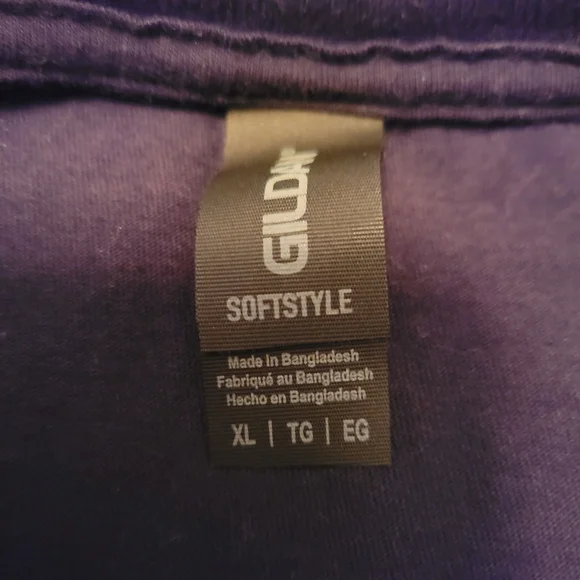 GILDAN
SOFTSTYLE
Made in Bangladesh
Fabriqué au Bangladesh
Hecho en Bangladesh
XL | TG | EG